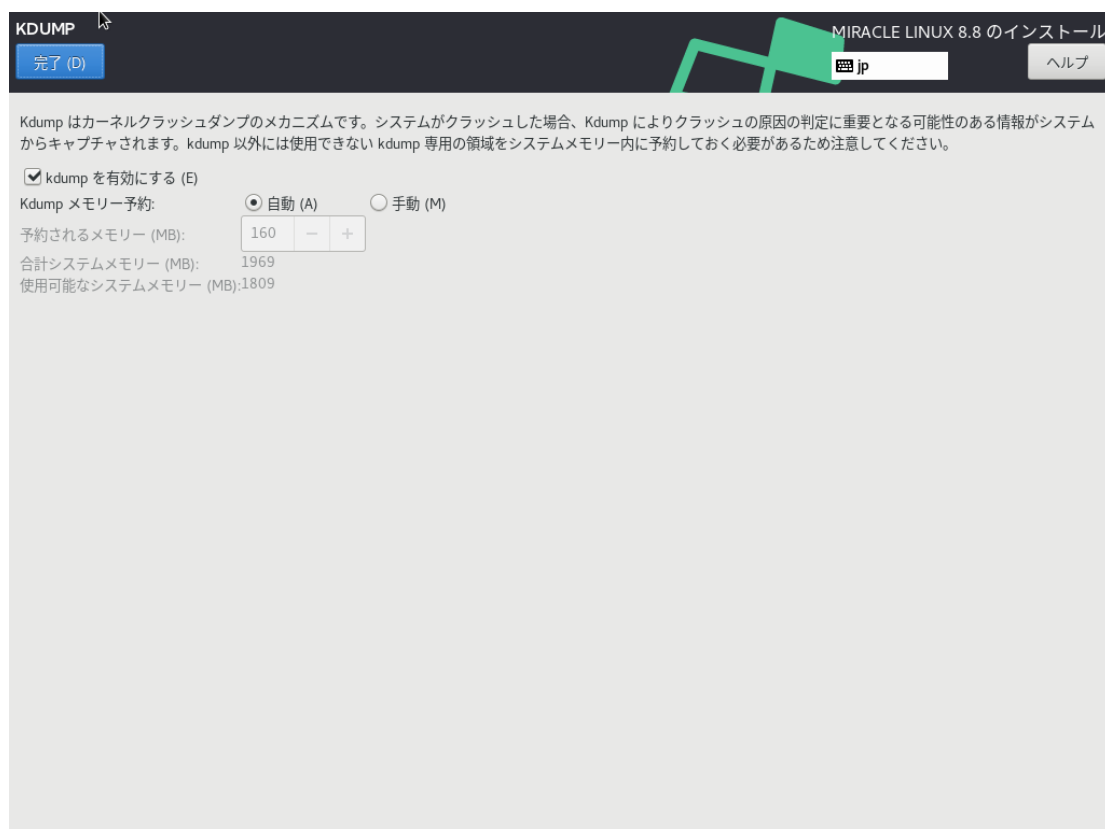 KDUMP
MIRACLE LINUX 8.8 のインストール
完了 (D)
jp
ヘルプ
Kdump はカーネルクラッシュダンプのメカニズムです。システムがクラッシュした場合、Kdump によりクラッシュの原因の判定に重要となる可能性のある情報がシステム
からキャプチャされます。kdump 以外には使用できない kdump 専用の領域をシステムメモリー内に予約しておく必要があるため注意してください。
kdump を有効にする (E)
Kdump メモリー予約: 自動 (A) 手動 (M)
予約されるメモリー (MB): 160 − +
合計システムメモリー (MB): 1969
使用可能なシステムメモリー (MB): 1809